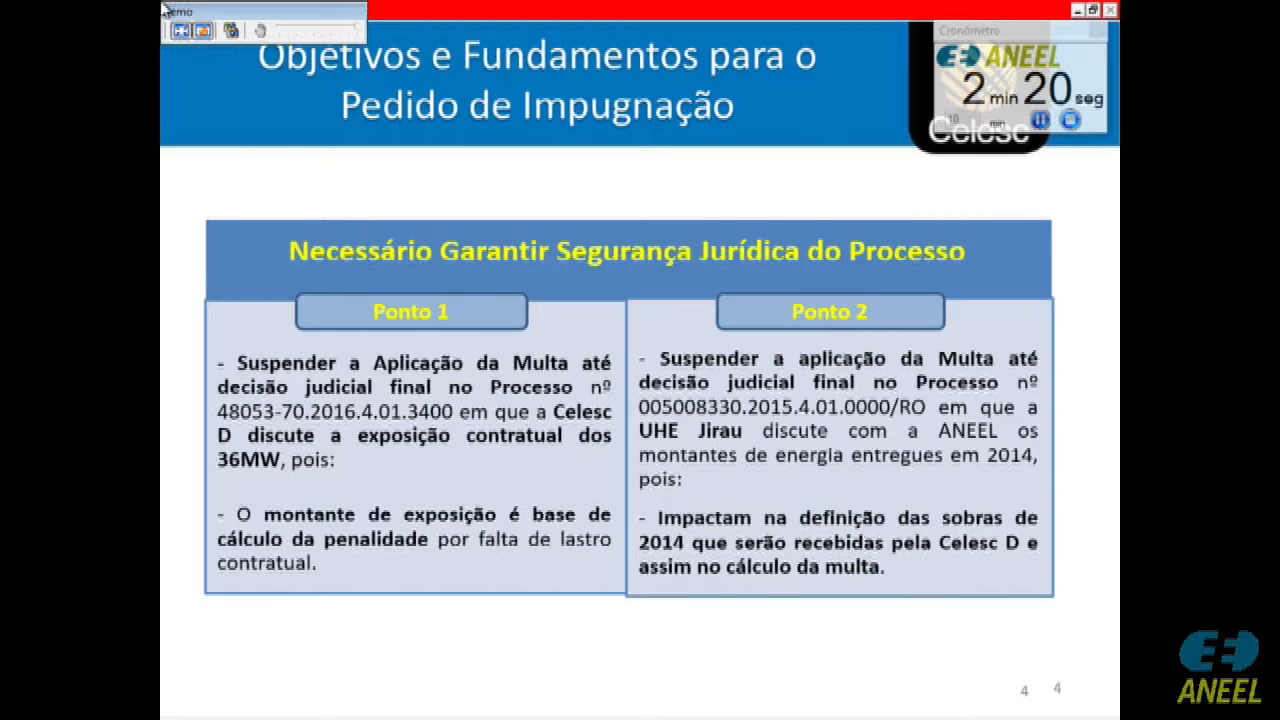 emo
Objetivos e Fundamentos para o
Pedido de Impugnação
Cronômetro
ANEEL
2 min 20 seg
10 min
Celesc
Necessário Garantir Segurança Jurídica do Processo
Ponto 1
- Suspender a Aplicação da Multa até
decisão judicial final no Processo nº
48053-70.2016.4.01.3400 em que a Celesc
D discute a exposição contratual dos
36MW, pois:
- O montante de exposição é base de
cálculo da penalidade por falta de lastro
contratual.
Ponto 2
- Suspender a aplicação da Multa até
decisão judicial final no Processo nº
005008330.2015.4.01.0000/RO em que a
UHE Jirau discute com a ANEEL os
montantes de energia entregues em 2014,
pois:
- Impactam na definição das sobras de
2014 que serão recebidas pela Celesc D e
assim no cálculo da multa.
4 4
ANEEL